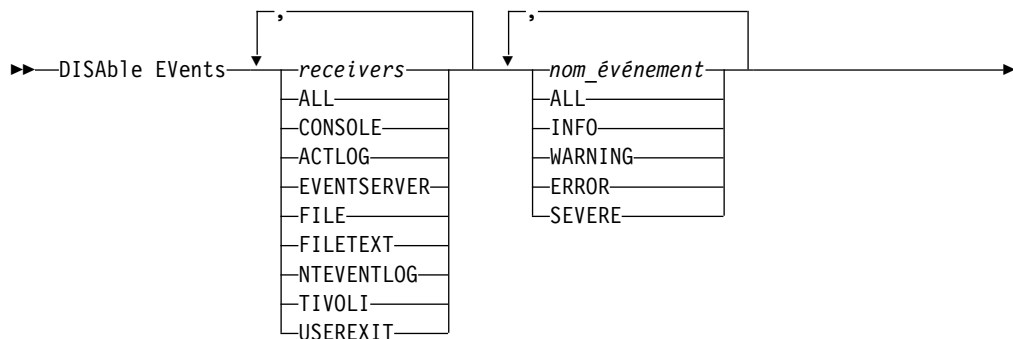 , ,
DISAble EVents receivers nom_événement
ALL ALL
CONSOLE INFO
ACTLOG WARNING
EVENTSERVER ERROR
FILE SEVERE
FILETEXT
NTEVENTLOG
TIVOLI
USEREXIT